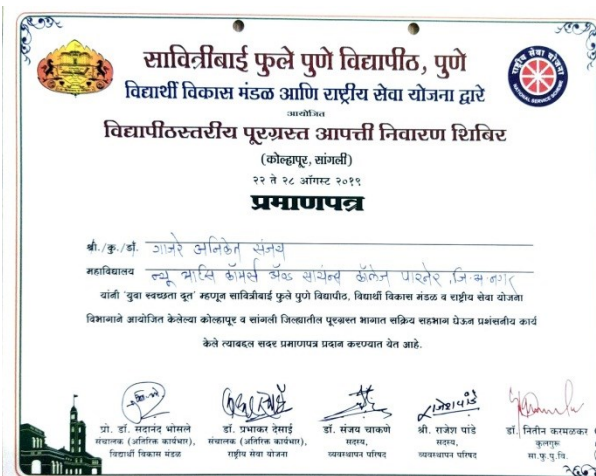 सावित्रीबाई फुले पुणे विद्यापीठ, पुणे
विद्यार्थी विकास मंडळ आणि राष्ट्रीय सेवा योजना द्वारे
आयोजित
विद्यापीठस्तरीय पूरग्रस्त आपत्ती निवारण शिबिर
(कोल्हापूर, सांगली)
२२ ते २८ ऑगस्ट २०१९
प्रमाणपत्र
श्री./कु./डॉ. गाजरे अनिकेत संजय
महाविद्यालय न्यू आर्टस कॉमर्स अँड सायन्स कॉलेज पारनेर, जि.अ.नगर
यांनी 'युवा स्वच्छता दूत' म्हणून सावित्रीबाई फुले पुणे विद्यापीठ, विद्यार्थी विकास मंडळ व राष्ट्रीय सेवा योजना
विभागाने आयोजित केलेल्या कोल्हापूर व सांगली जिल्ह्यातील पूरग्रस्त भागात सक्रिय सहभाग घेऊन प्रशंसनीय कार्य
केले त्याबद्दल सदर प्रमाणपत्र प्रदान करण्यात येत आहे.
प्रो. डॉ. सदानंद भोसले
संचालक (अतिरिक्त कार्यभार),
विद्यार्थी विकास मंडळ
डॉ. प्रभाकर देसाई
संचालक (अतिरिक्त कार्यभार),
राष्ट्रीय सेवा योजना
डॉ. संजय चाकणे
सदस्य,
व्यवस्थापन परिषद
राजेश पांडे
श्री. राजेश पांडे
सदस्य,
व्यवस्थापन परिषद
डॉ. नितीन करमळकर
कुलगुरू
सा.फु.पु.वि.
राष्ट्रीय सेवा योजना
NATIONAL SERVICE SCHEME